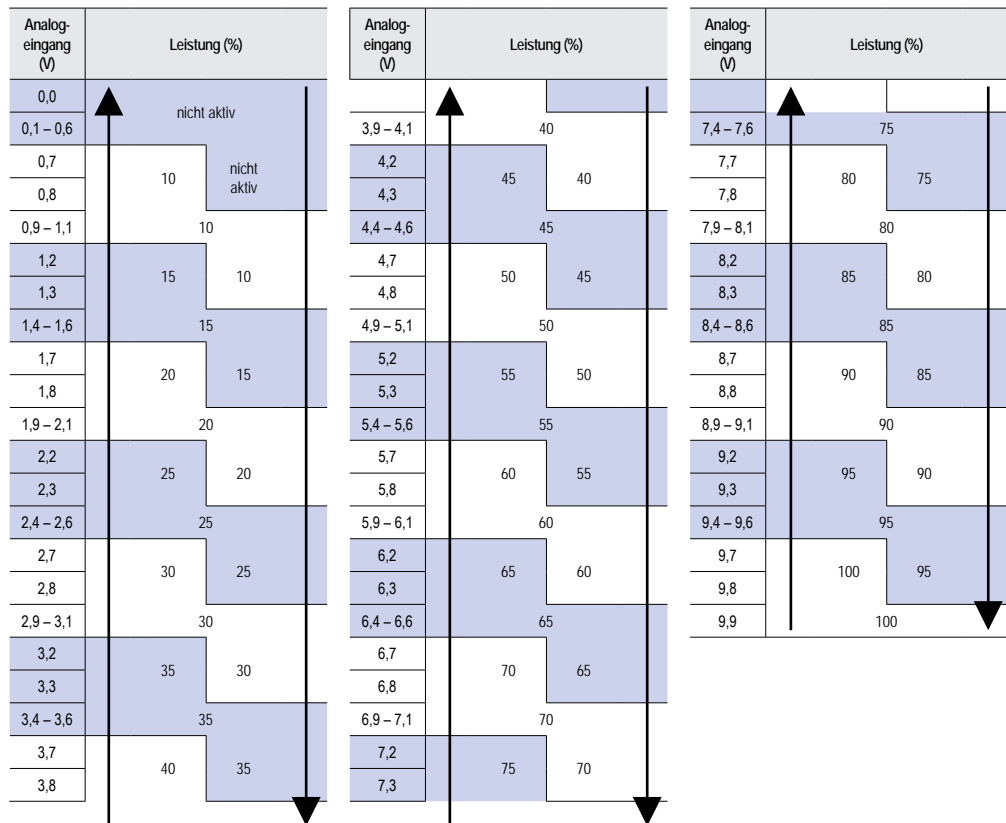 Analog-
eingang
(V)
Leistung (%)
0,0
nicht aktiv
0,1 – 0,6
0,7
10
nicht
aktiv
0,8
0,9 – 1,1
10
1,2
15
10
1,3
1,4 – 1,6
15
1,7
20
15
1,8
1,9 – 2,1
20
2,2
25
20
2,3
2,4 – 2,6
25
2,7
30
25
2,8
2,9 – 3,1
30
3,2
35
30
3,3
3,4 – 3,6
35
3,7
40
35
3,8
Analog-
eingang
(V)
Leistung (%)
3,9 – 4,1
40
4,2
45
40
4,3
4,4 – 4,6
45
4,7
50
45
4,8
4,9 – 5,1
50
5,2
55
50
5,3
5,4 – 5,6
55
5,7
60
55
5,8
5,9 – 6,1
60
6,2
65
60
6,3
6,4 – 6,6
65
6,7
70
65
6,8
6,9 – 7,1
70
7,2
75
70
7,3
Analog-
eingang
(V)
Leistung (%)
7,4 – 7,6
75
7,7
80
75
7,8
7,9 – 8,1
80
8,2
85
80
8,3
8,4 – 8,6
85
8,7
90
85
8,8
8,9 – 9,1
90
9,2
95
90
9,3
9,4 – 9,6
95
9,7
100
95
9,8
9,9
100